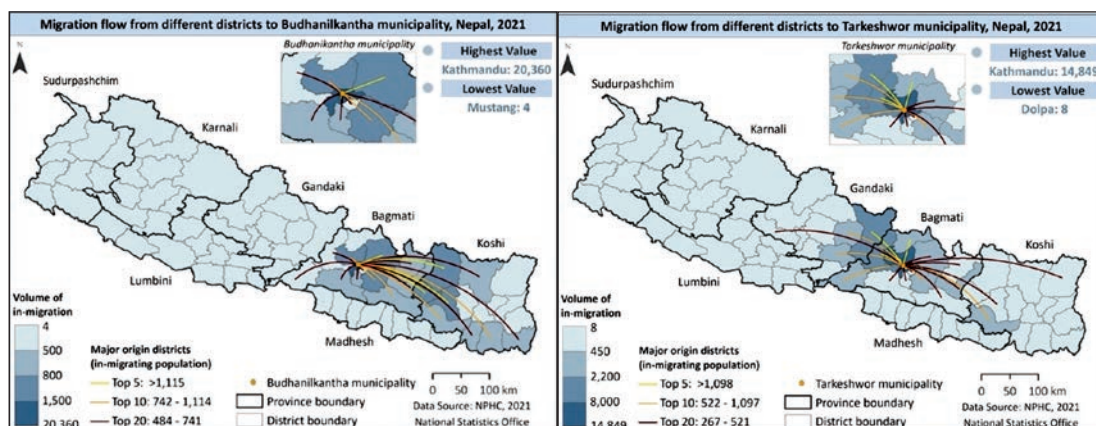 Migration flow from different districts to Budhanilkantha municipality, Nepal, 2021
N
Budhanikantha municipality
Highest Value
Kathmandu: 20,360
Lowest Value
Mustang: 4
Sudurpashchim
Karnali
Gandaki
Bagmati
Koshi
Lumbini
Madhesh
Volume of
in-migration
4
500
800
1,500
20,360
Major origin districts
(in-migrating population)
Top 5: >1,115
Top 10: 742 - 1,114
Top 20: 484 - 741
Budhanilkantha municipality
Province boundary
District boundary
0 100 km
Data Source: NPHC, 2021
National Statistics Office
Migration flow from different districts to Tarkeshwor municipality, Nepal, 2021
N
Tarkeshwor municipality
Highest Value
Kathmandu: 14,849
Lowest Value
Dolpa: 8
Sudurpashchim
Karnali
Gandaki
Bagmati
Koshi
Lumbini
Madhesh
Volume of
in-migration
8
450
2,200
8,000
14,849
Major origin districts
(in-migrating population)
Top 5: >1,098
Top 10: 522 - 1,097
Top 20: 267 - 521
Tarkeshwor municipality
Province boundary
District boundary
0 100 km
Data Source: NPHC, 2021
National Statistics Office